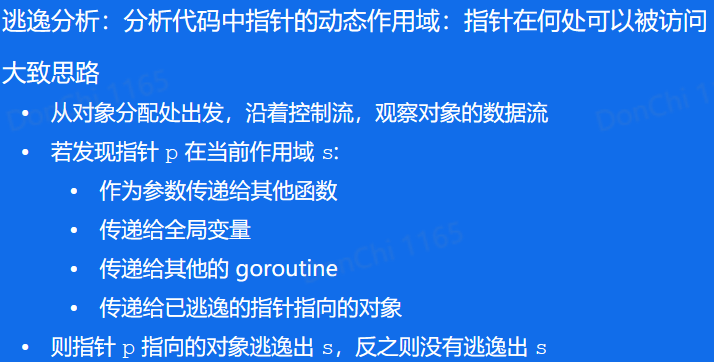 逃逸分析：分析代码中指针的动态作用域：指针在何处可以被访问
大致思路
• 从对象分配处出发，沿着控制流，观察对象的数据流
• 若发现指针 p 在当前作用域 s:
• 作为参数传递给其他函数
• 传递给全局变量
• 传递给其他的 goroutine
• 传递给已逃逸的指针指向的对象
• 则指针 p 指向的对象逃逸出 s，反之则没有逃逸出 s
DonChi 1165
DonChi 1165
DonChi 1165